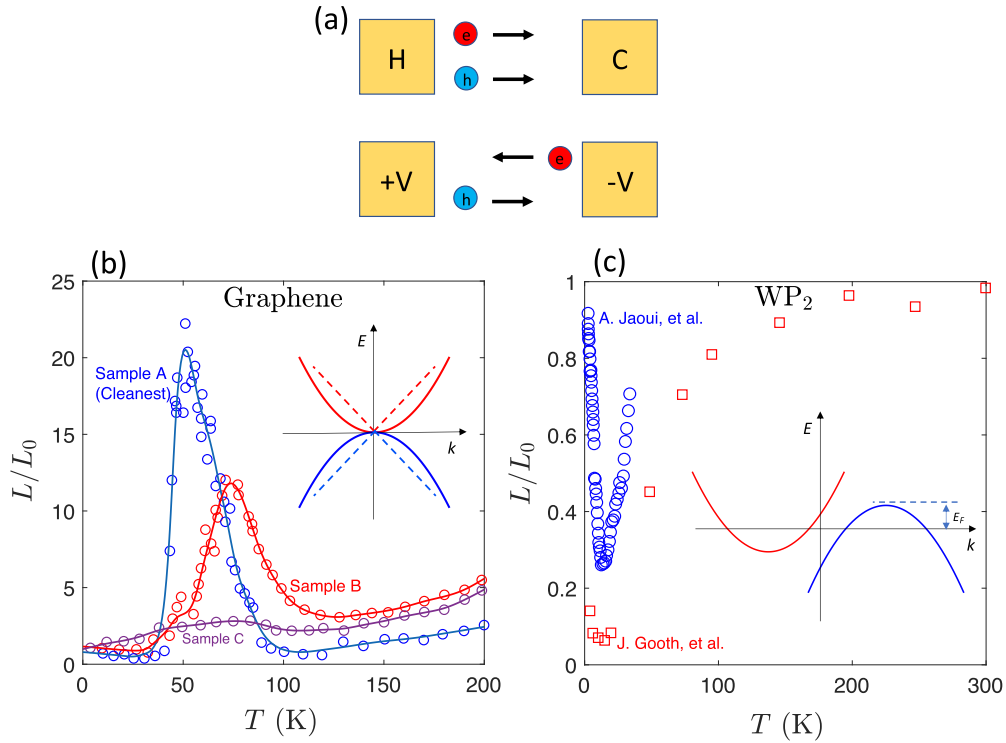 (a)
H e C
h
+V e -V
h
(b)
Graphene
25
20
15
10
5
0
L/L0
Sample A
(Cleanest)
Sample B
Sample C
E
k
0 50 100 150 200
T (K)
(c)
WP2
1
0.8
0.6
0.4
0.2
0
L/L0
A. Jaoui, et al.
J. Gooth, et al.
E
EF
k
0 100 200 300
T (K)